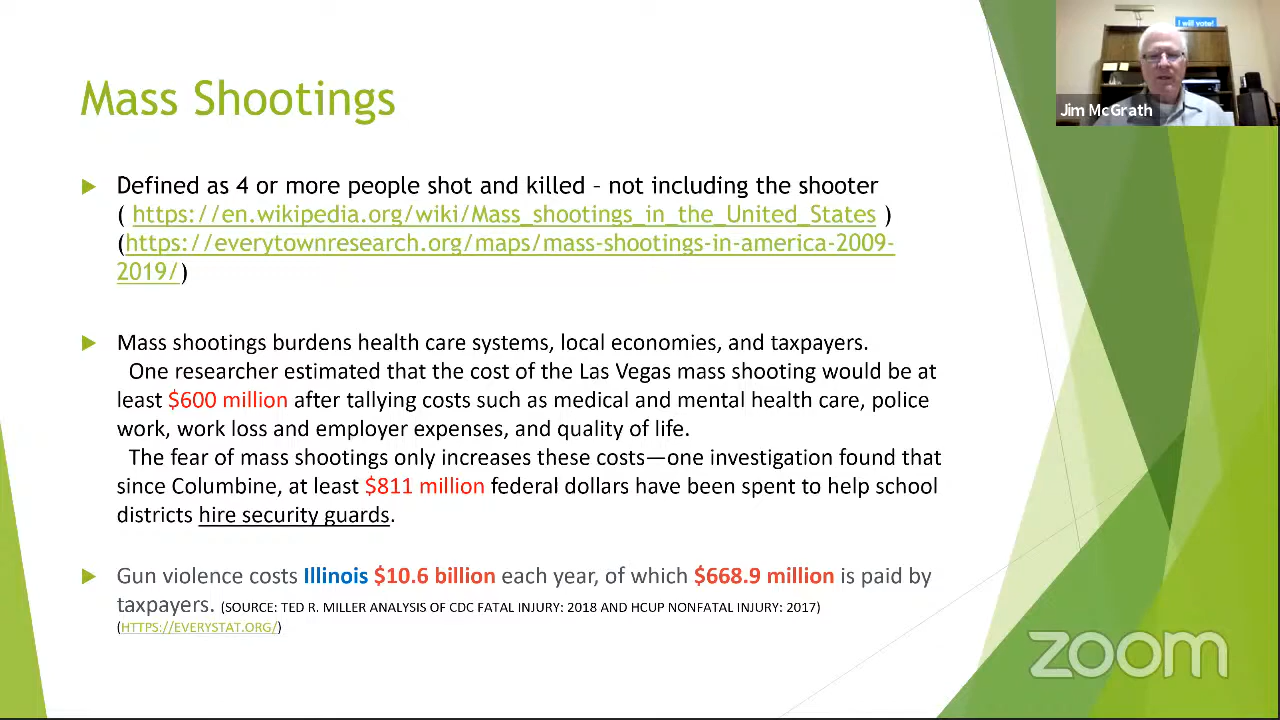 I will vote!
Jim McGrath
Mass Shootings
Defined as 4 or more people shot and killed – not including the shooter
( https://en.wikipedia.org/wiki/Mass_shootings_in_the_United_States )
(https://everytownresearch.org/maps/mass-shootings-in-america-2009-
2019/)
Mass shootings burdens health care systems, local economies, and taxpayers.
One researcher estimated that the cost of the Las Vegas mass shooting would be at
least $600 million after tallying costs such as medical and mental health care, police
work, work loss and employer expenses, and quality of life.
The fear of mass shootings only increases these costs—one investigation found that
since Columbine, at least $811 million federal dollars have been spent to help school
districts hire security guards.
Gun violence costs Illinois $10.6 billion each year, of which $668.9 million is paid by
taxpayers. (SOURCE: TED R. MILLER ANALYSIS OF CDC FATAL INJURY: 2018 AND HCUP NONFATAL INJURY: 2017)
(HTTPS://EVERYSTAT.ORG/)
zoom